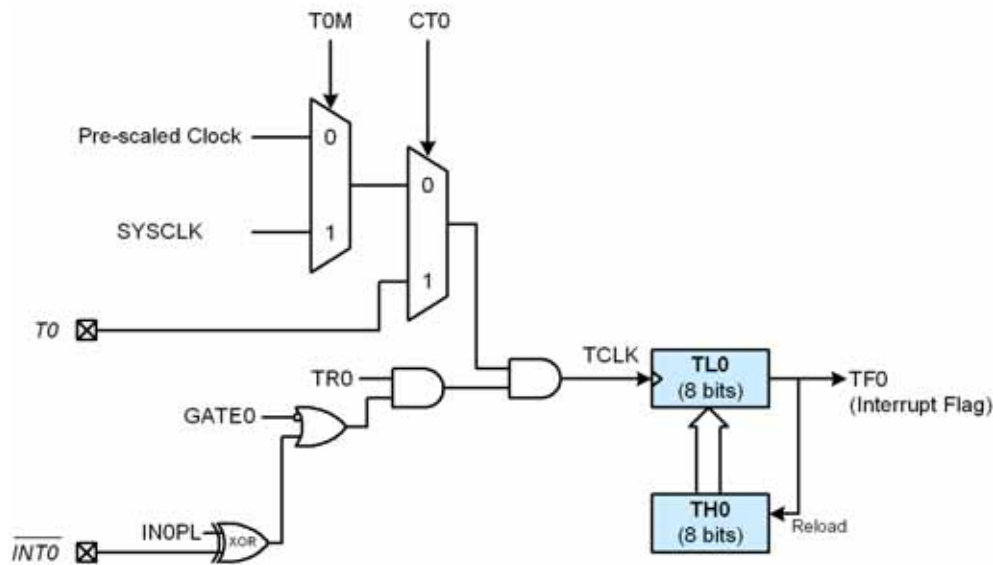 T0M
CT0
Pre-scaled Clock
0
0
SYSCLK
1
1
T0
TR0
TCLK
TL0
(8 bits)
TF0
(Interrupt Flag)
GATE0
IN0PL
XOR
INT0
TH0
(8 bits)
Reload